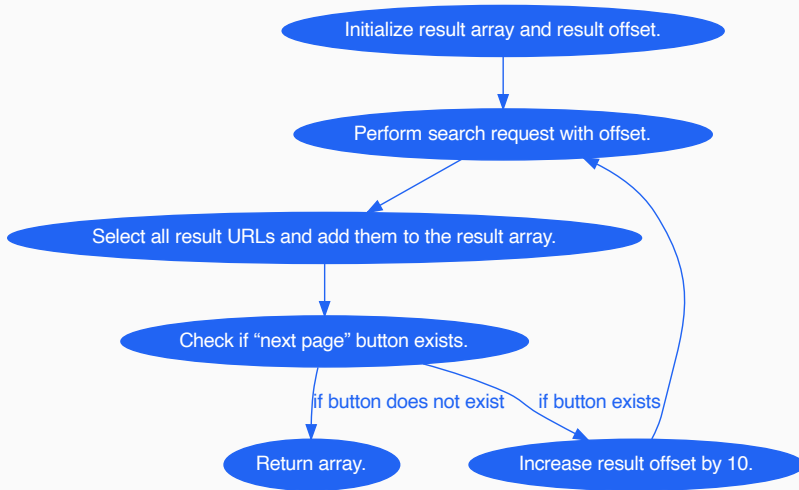 Initialize result array and result offset.
Perform search request with offset.
Select all result URLs and add them to the result array.
Check if “next page” button exists.
if button does not exist
if button exists
Return array.
Increase result offset by 10.